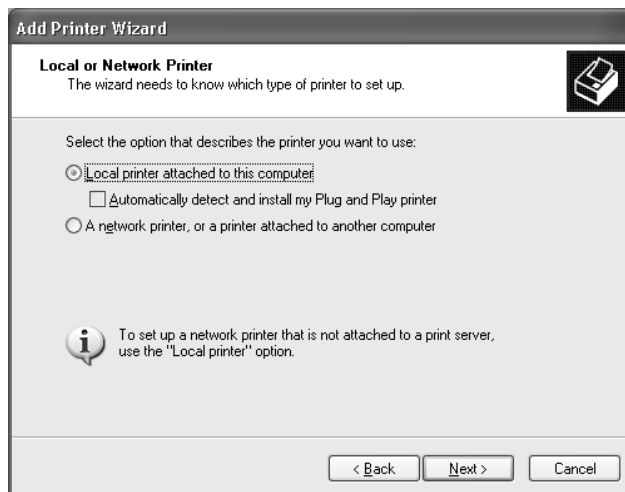 Add Printer Wizard
Local or Network Printer
The wizard needs to know which type of printer to set up.
Select the option that describes the printer you want to use:
Local printer attached to this computer
Automatically detect and install my Plug and Play printer
A network printer, or a printer attached to another computer
To set up a network printer that is not attached to a print server,
use the "Local printer" option.
< Back Next > Cancel